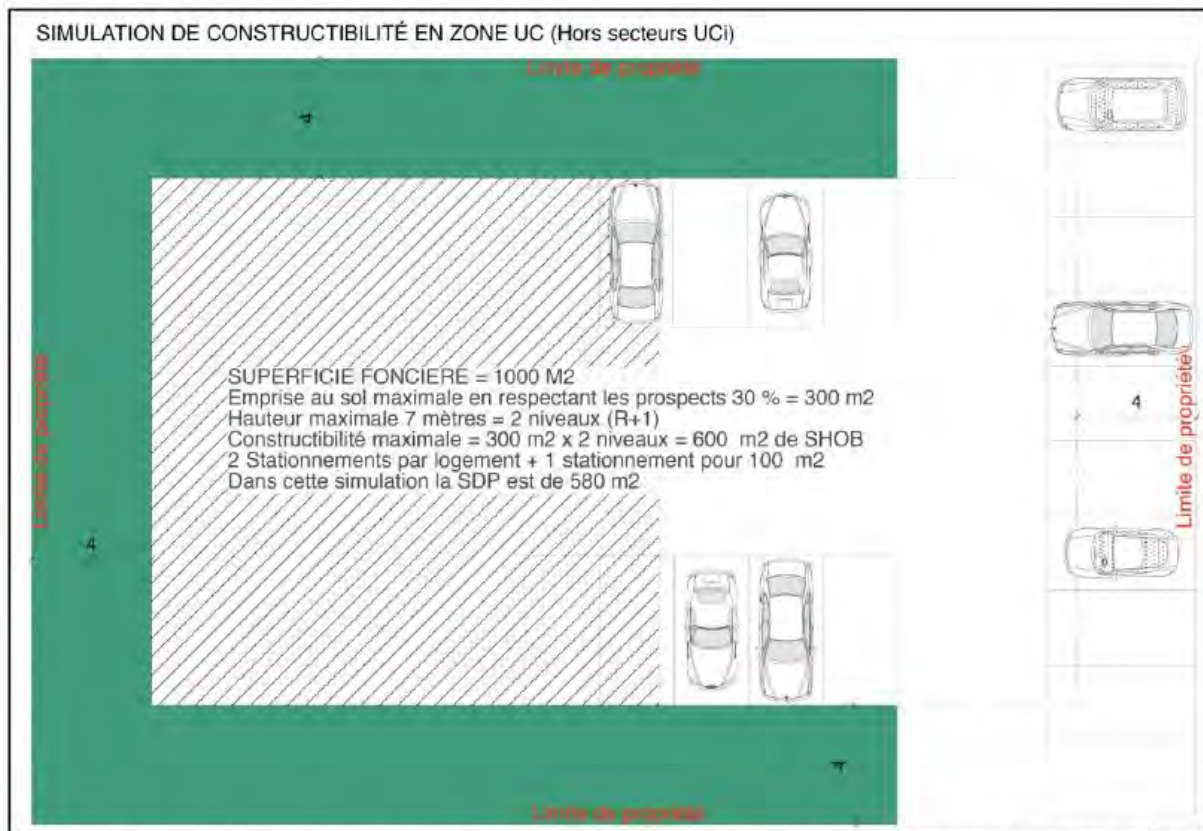 SIMULATION DE CONSTRUCTIBILITÉ EN ZONE UC (Hors secteurs UCi)
Limite de propriété
4
SUPERFICIE FONCIERE = 1000 M2
Emprise au sol maximale en respectant les prospects 30 % = 300 m2
Hauteur maximale 7 mètres = 2 niveaux (R+1)
Constructibilité maximale = 300 m2 x 2 niveaux = 600 m2 de SHOB
2 Stationnements par logement + 1 stationnement pour 100 m2
Dans cette simulation la SDP est de 580 m2
Limite de propriété
4
4
Limite de propriété
4
Limite de propriété